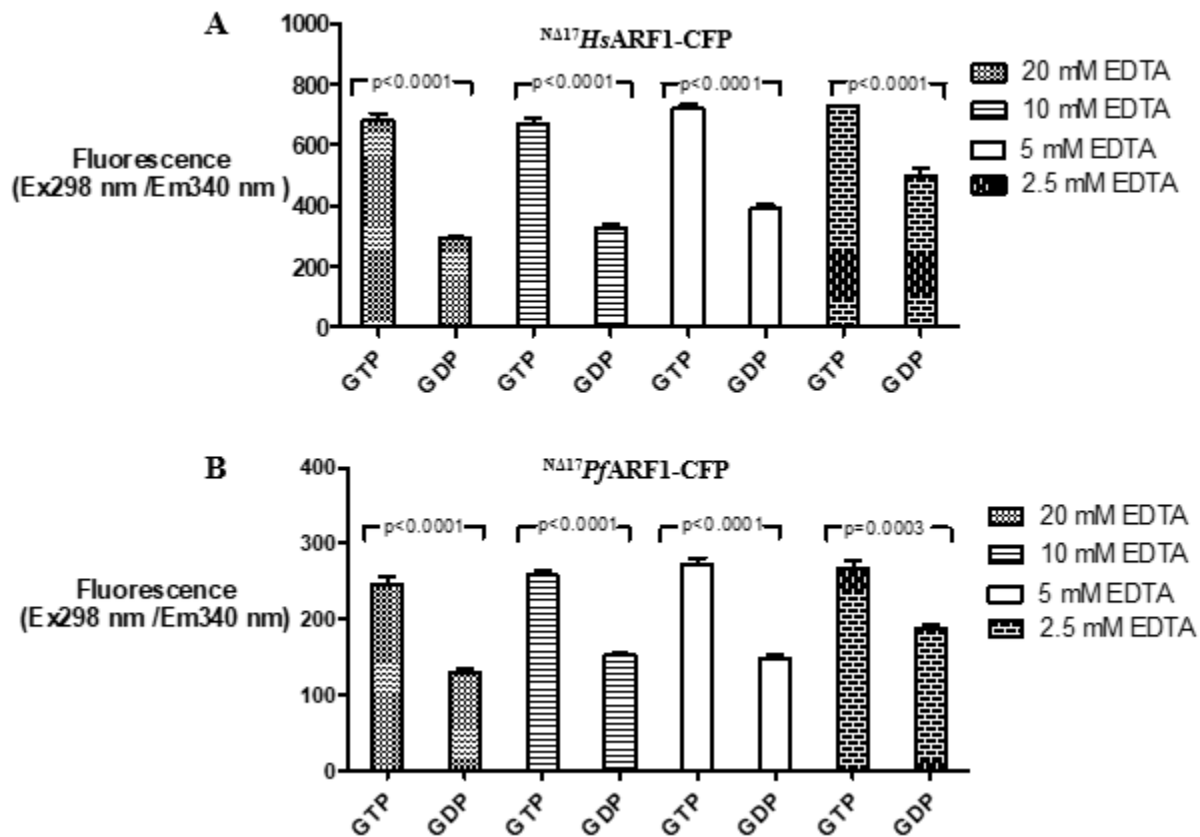 A
NΔ17HsARF1-CFP
1000
800
600
400
200
0
Fluorescence
(Ex298 nm /Em340 nm )
p<0.0001 p<0.0001 p<0.0001 p<0.0001
20 mM EDTA
10 mM EDTA
5 mM EDTA
2.5 mM EDTA
GTP GDP GTP GDP GTP GDP GTP GDP
B
NΔ17PfARF1-CFP
400
300
200
100
0
Fluorescence
(Ex298 nm /Em340 nm)
p<0.0001 p<0.0001 p<0.0001 p=0.0003
20 mM EDTA
10 mM EDTA
5 mM EDTA
2.5 mM EDTA
GTP GDP GTP GDP GTP GDP GTP GDP